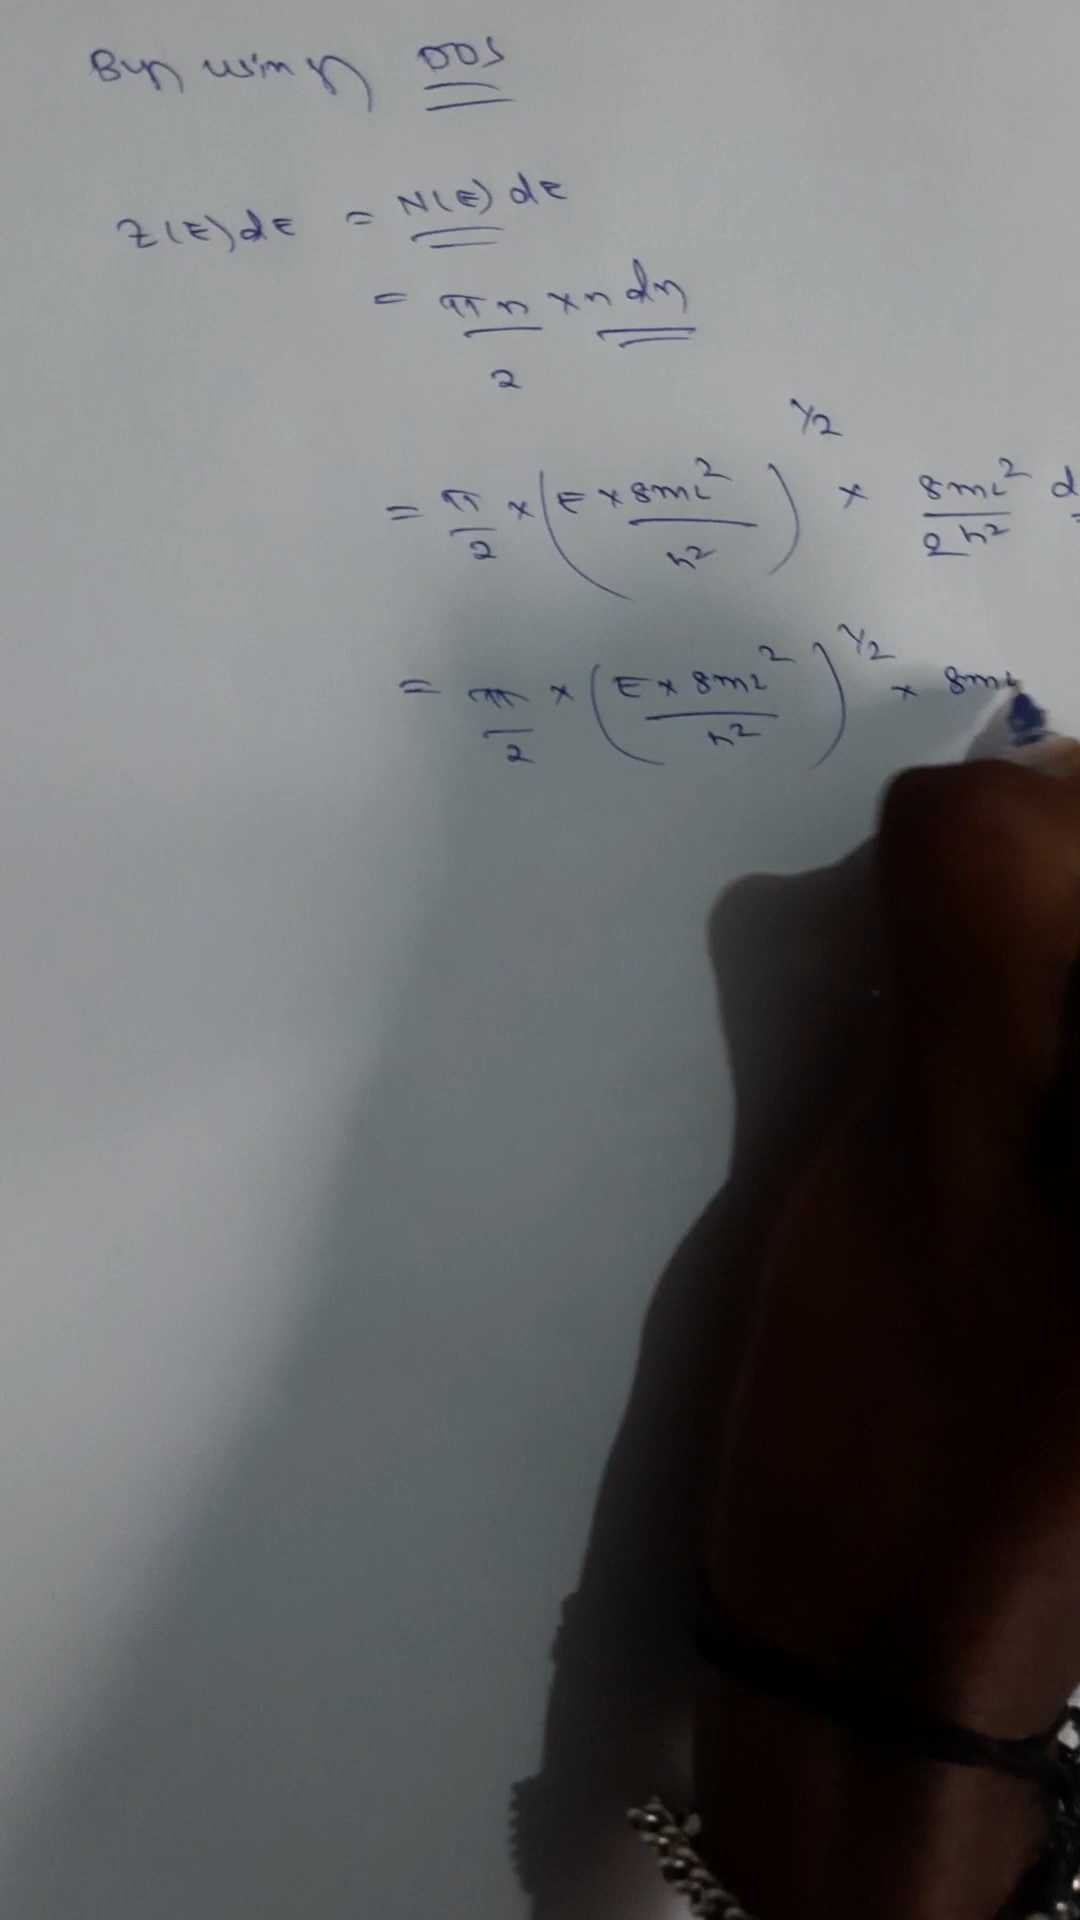 By using DOS
Z(E)dE = N(E) dE
= πn/2 × n dn
= π/2 × (E × 8mL²/h²)^1/2 × 8mL²/2h² d
= π/2 × (E × 8mL²/h²)^1/2 × 8mL